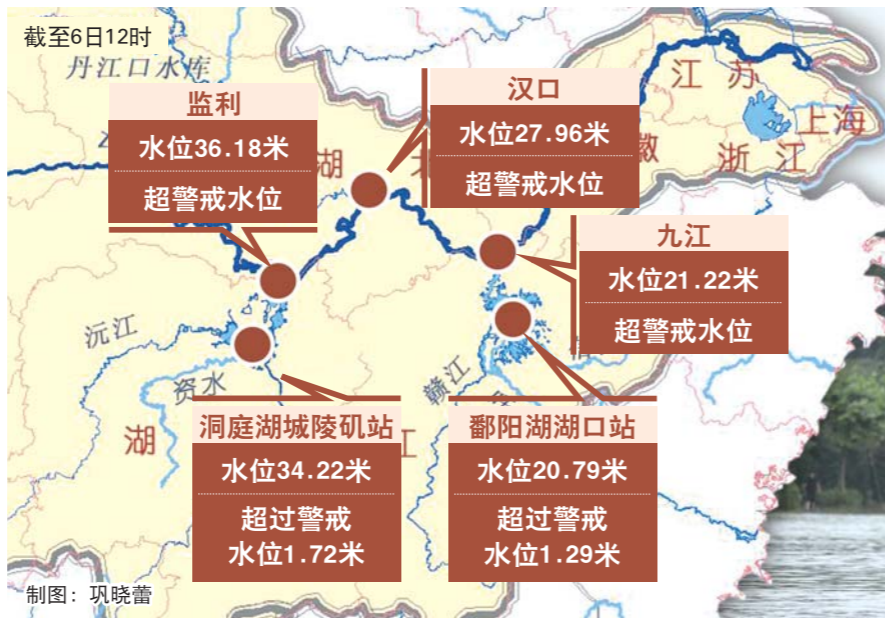 截至6日12时
丹江口水库
监利
水位36.18米
超警戒水位
汉口
水位27.96米
超警戒水位
江苏
上海
浙江
徽
湖
九江
水位21.22米
超警戒水位
沅江
资水
赣江
湖
江
洞庭湖城陵矶站
水位34.22米
超过警戒
水位1.72米
鄱阳湖湖口站
水位20.79米
超过警戒
水位1.29米
制图：巩晓蕾